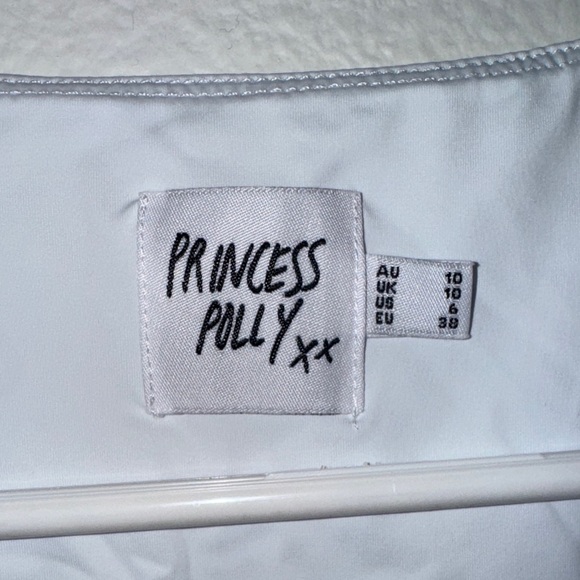 PRINCESS
POLLY xx
AU 10
UK 10
US 6
EU 38